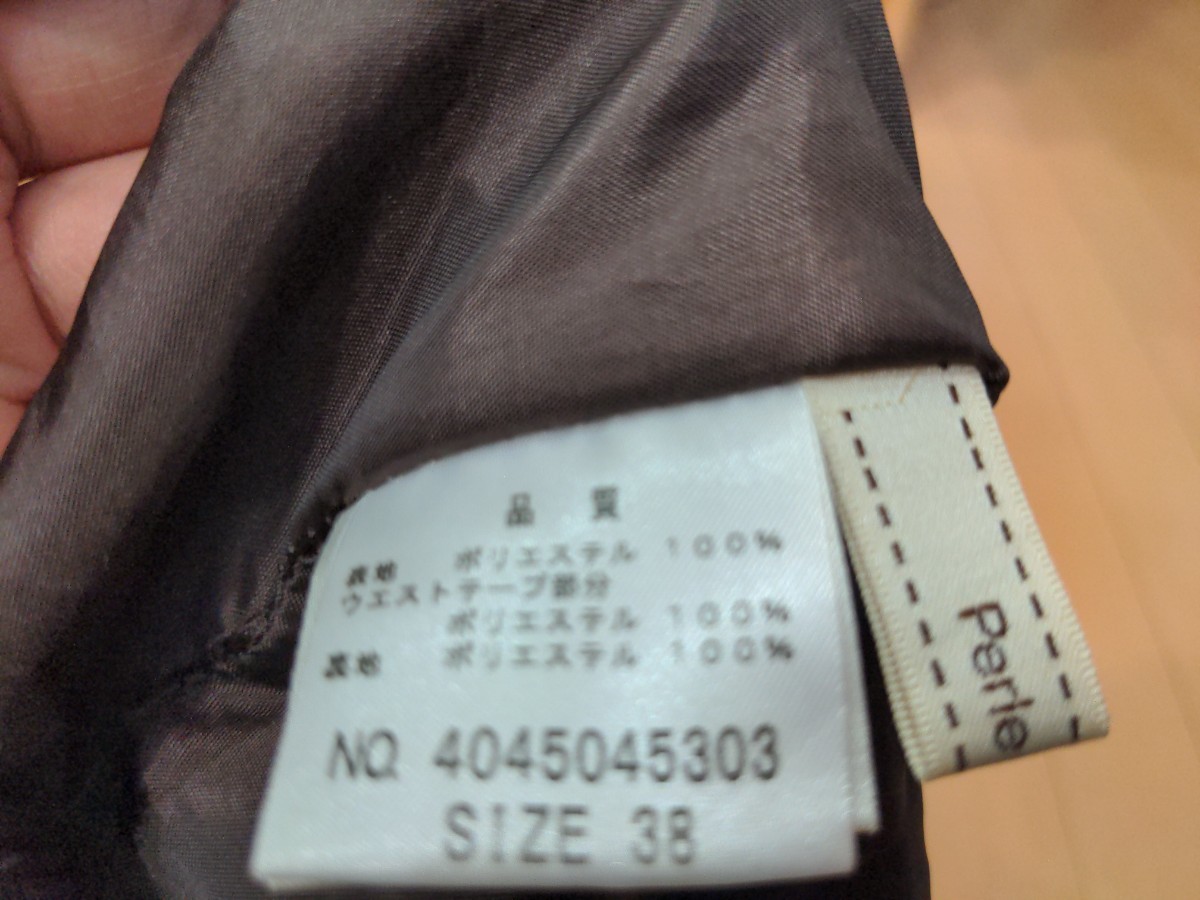 品質
表地 ポリエステル 100%
ウエストテープ部分
ポリエステル 100%
ポリエステル 100%
NO. 4045045303
SIZE 38
Perle